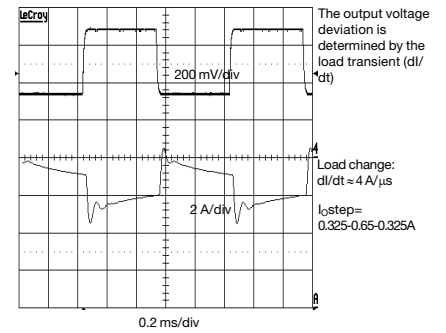 LeCroy
The output voltage
deviation is
determined by the
load transient (dI/
dt)
200 mV/div
4
Load change:
dI/dt ≈ 4 A/µs
2 A/div
IOstep=
0.325-0.65-0.325A
A
0.2 ms/div